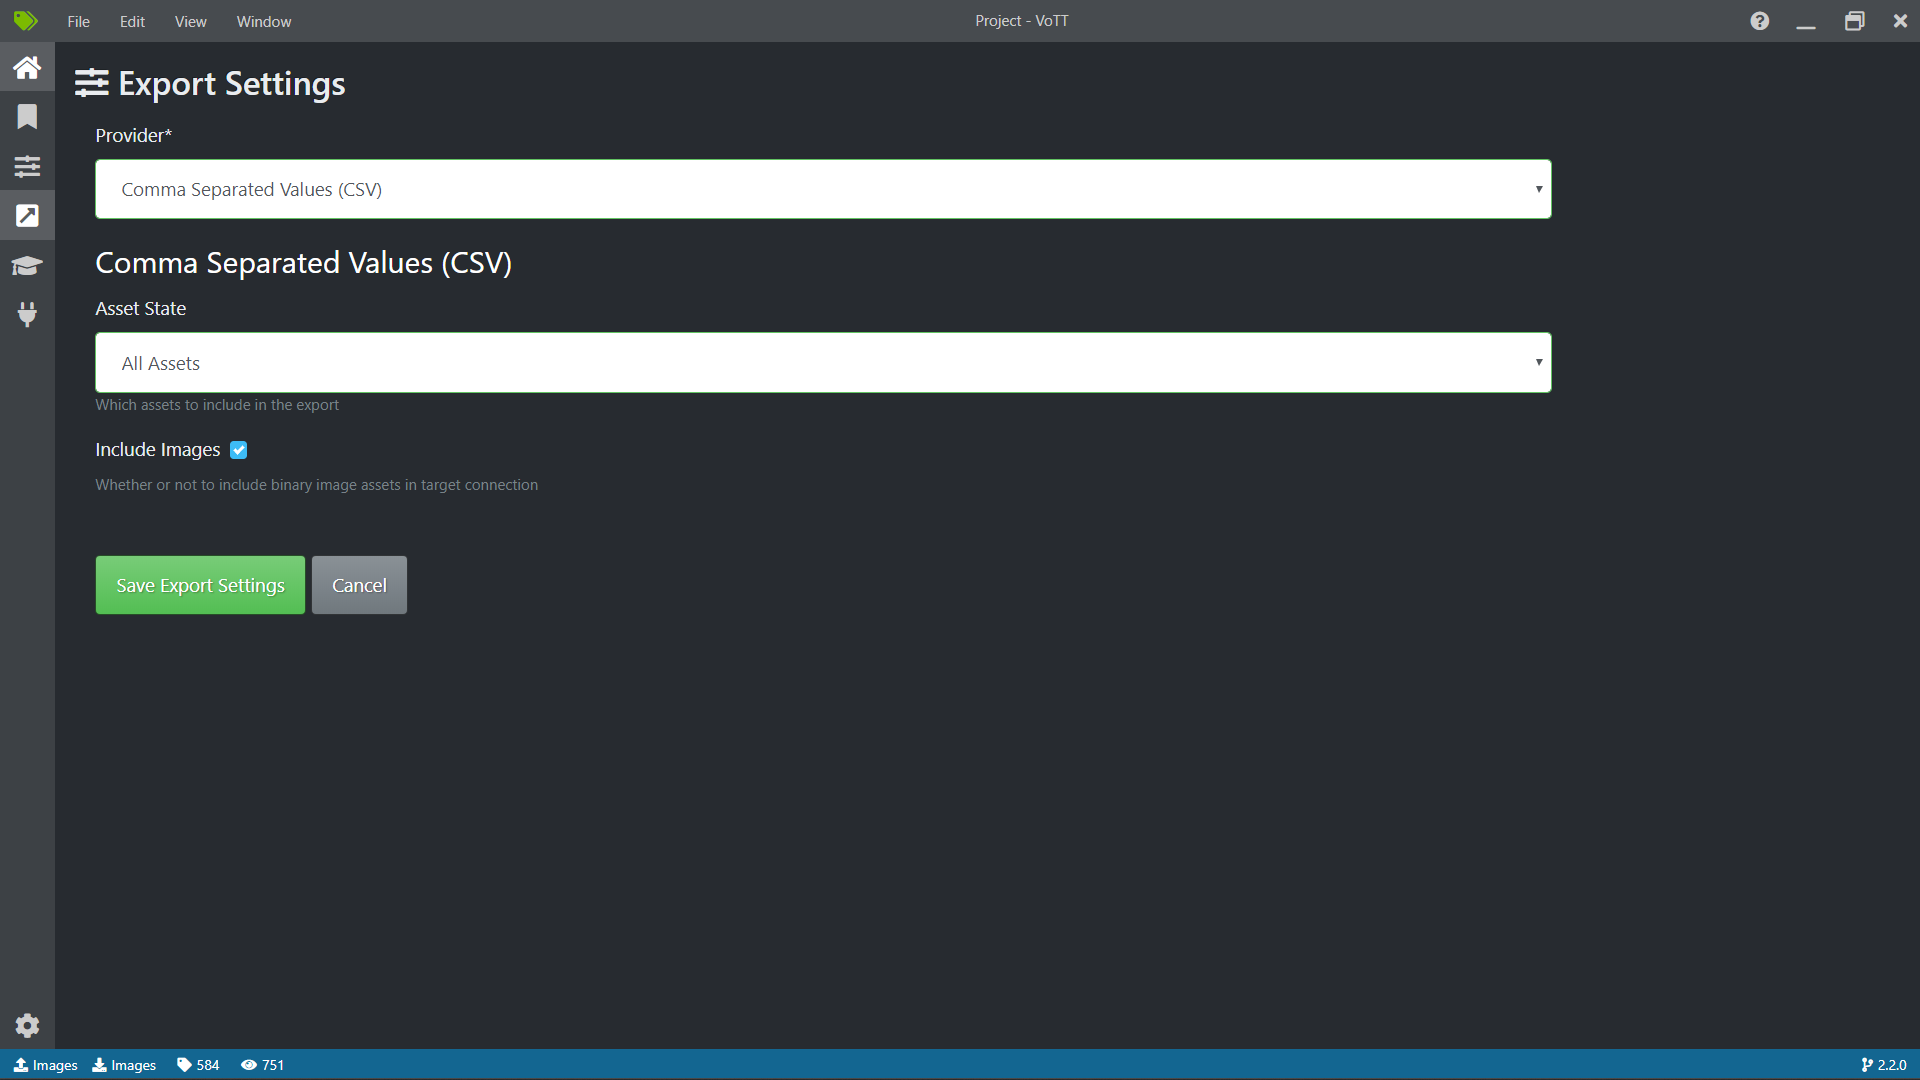 File Edit View Window
Project - VoTT
Export Settings
Provider*
Comma Separated Values (CSV)
Comma Separated Values (CSV)
Asset State
All Assets
Which assets to include in the export
Include Images
Whether or not to include binary image assets in target connection
Save Export Settings Cancel
Images Images 584 751 2.2.0